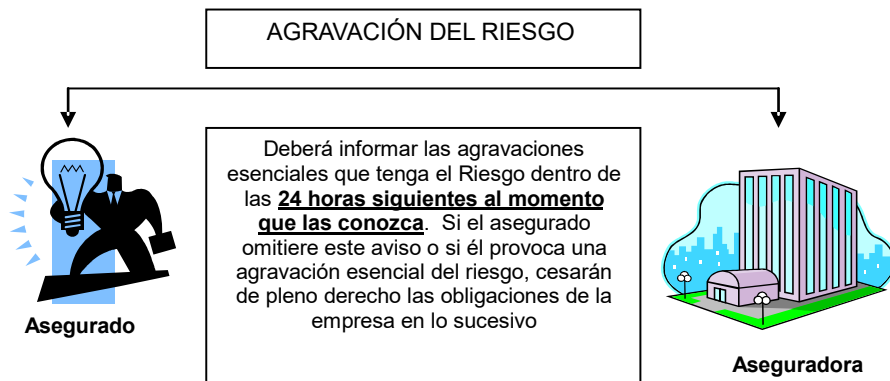 AGRAVACIÓN DEL RIESGO
Deberá informar las agravaciones
esenciales que tenga el Riesgo dentro de
las 24 horas siguientes al momento
que las conozca. Si el asegurado
omitiere este aviso o si él provoca una
agravación esencial del riesgo, cesarán
de pleno derecho las obligaciones de la
empresa en lo sucesivo
Asegurado
Aseguradora